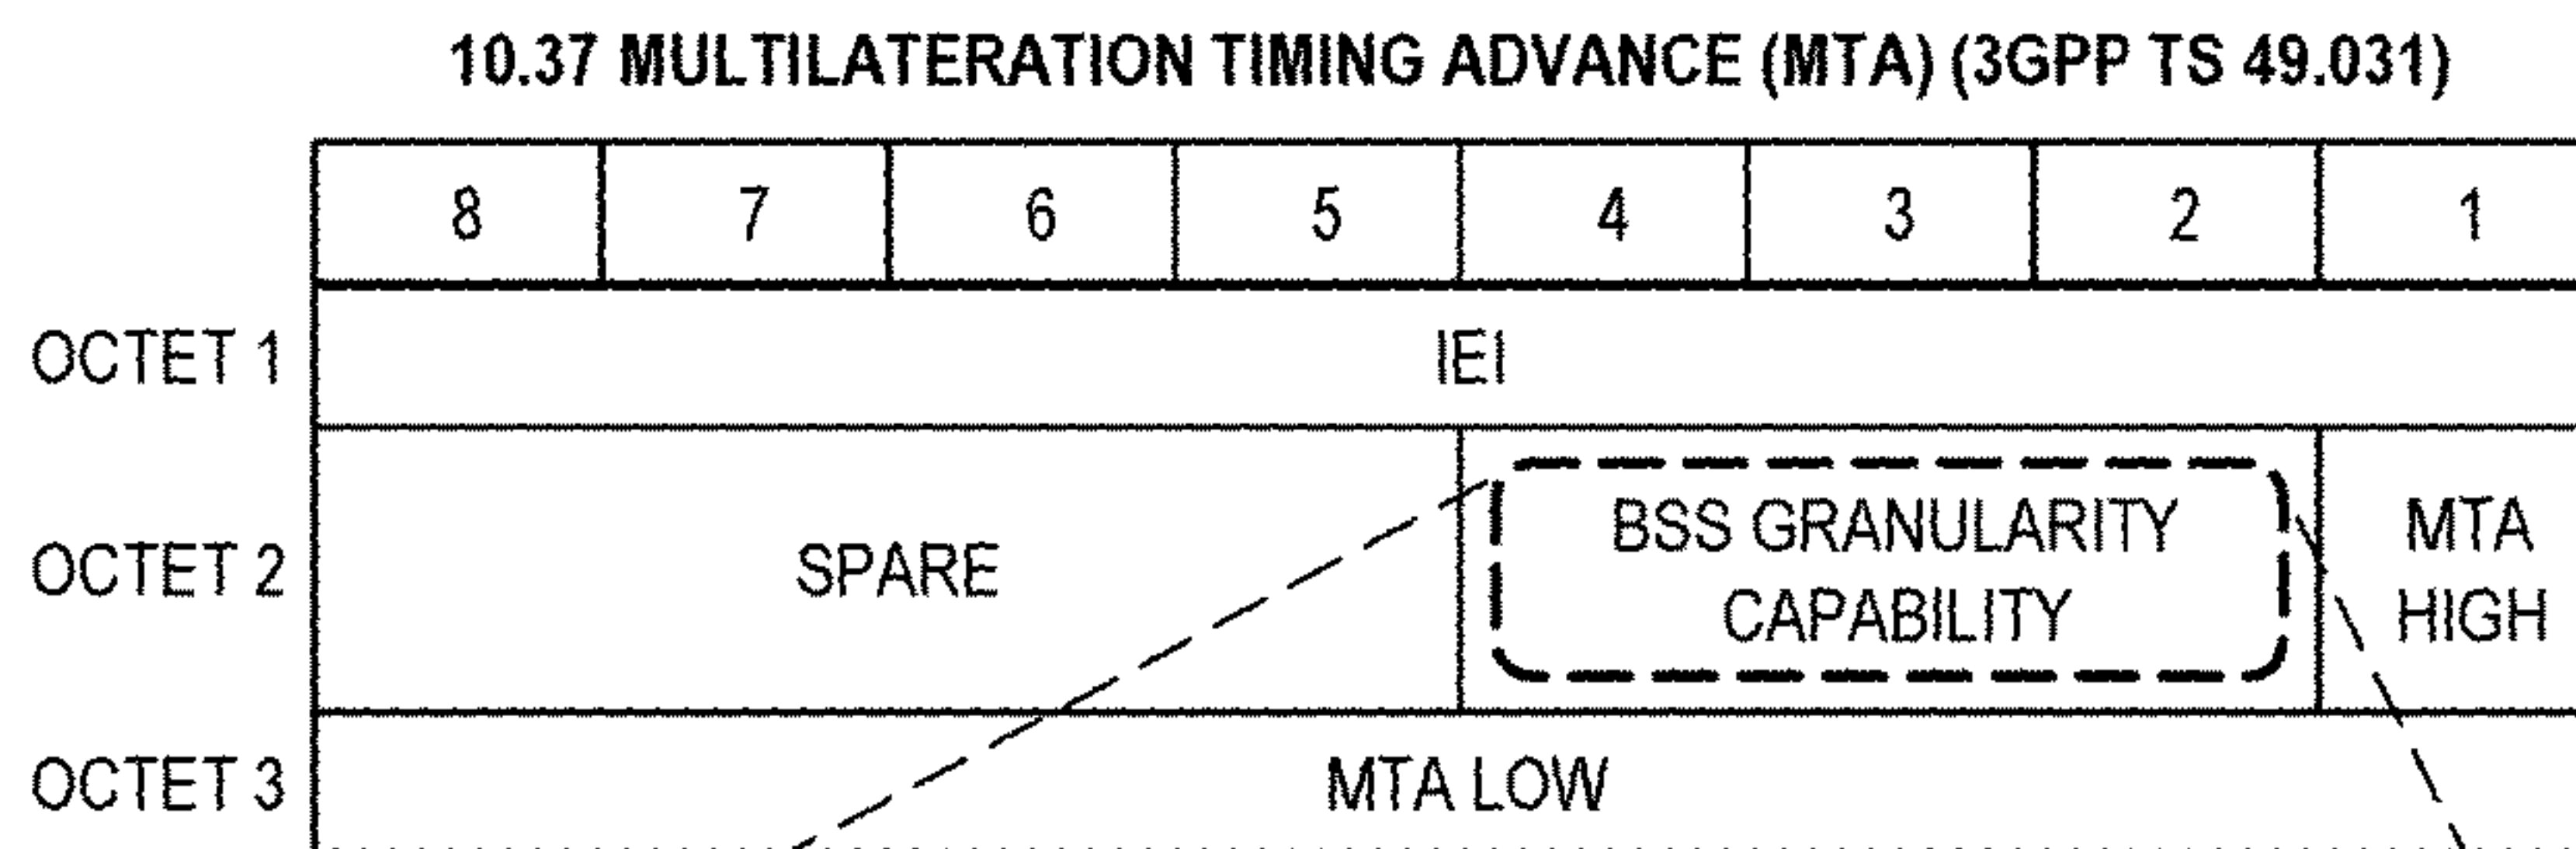 10.37 MULTILATERATION TIMING ADVANCE (MTA) (3GPP TS 49.031)
8 7 6 5 4 3 2 1
OCTET 1 IEI
OCTET 2 SPARE BSS GRANULARITY CAPABILITY MTA HIGH
OCTET 3 MTA LOW